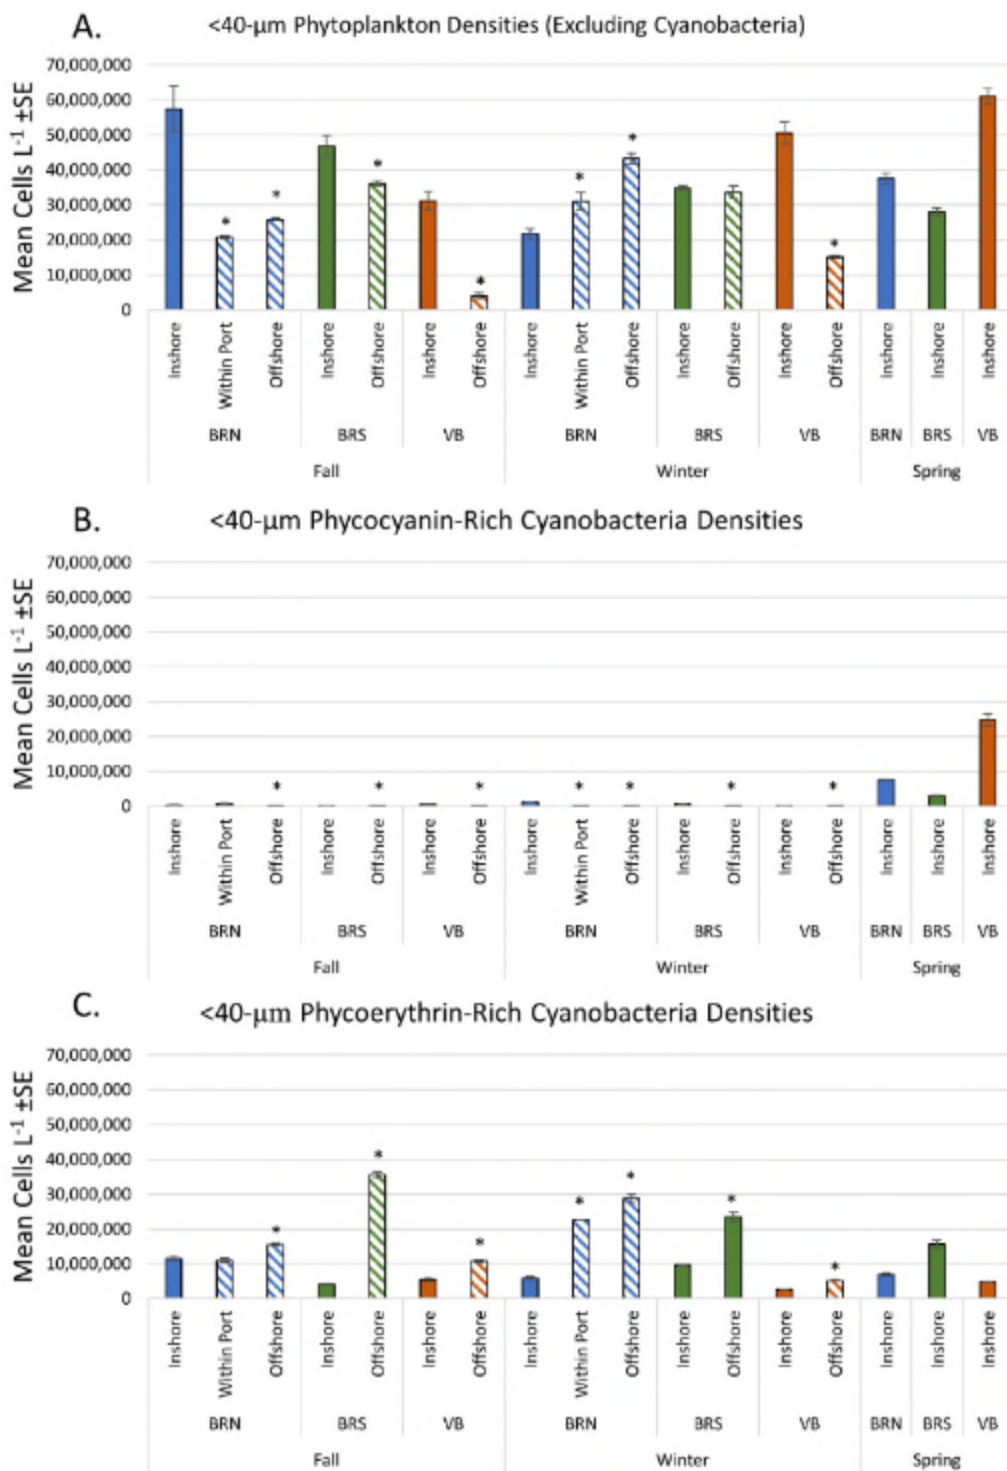 A.
<40-μm Phytoplankton Densities (Excluding Cyanobacteria)
Mean Cells L-1 ±SE
70,000,000
60,000,000
50,000,000
40,000,000
30,000,000
20,000,000
10,000,000
0
* * * * * * *
Inshore Within Port Offshore Inshore Offshore Inshore Offshore Inshore Within Port Offshore Inshore Offshore Inshore Offshore Inshore Inshore Inshore
BRN BRS VB BRN BRS VB BRN BRS VB
Fall Winter Spring
B.
<40-μm Phycocyanin-Rich Cyanobacteria Densities
Mean Cells L-1 ±SE
70,000,000
60,000,000
50,000,000
40,000,000
30,000,000
20,000,000
10,000,000
0
* * * * * * *
Inshore Within Port Offshore Inshore Offshore Inshore Offshore Inshore Within Port Offshore Inshore Offshore Inshore Offshore Inshore Inshore Inshore
BRN BRS VB BRN BRS VB BRN BRS VB
Fall Winter Spring
C.
<40-μm Phycoerythrin-Rich Cyanobacteria Densities
Mean Cells L-1 ±SE
70,000,000
60,000,000
50,000,000
40,000,000
30,000,000
20,000,000
10,000,000
0
* * * * * * *
Inshore Within Port Offshore Inshore Offshore Inshore Offshore Inshore Within Port Offshore Inshore Offshore Inshore Offshore Inshore Inshore Inshore
BRN BRS VB BRN BRS VB BRN BRS VB
Fall Winter Spring